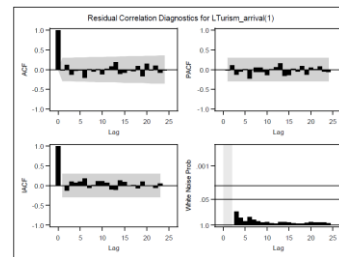 Residual Correlation Diagnostics for LTurism_arrival(1)
ACF
1.0
0.5
0.0
-0.5
-1.0
0 5 10 15 20 25
Lag
PACF
1.0
0.5
0.0
-0.5
-1.0
0 5 10 15 20 25
Lag
IACF
1.0
0.5
0.0
-0.5
-1.0
0 5 10 15 20 25
Lag
White Noise Prob
.001
.05
1.0
0 5 10 15 20 25
Lag